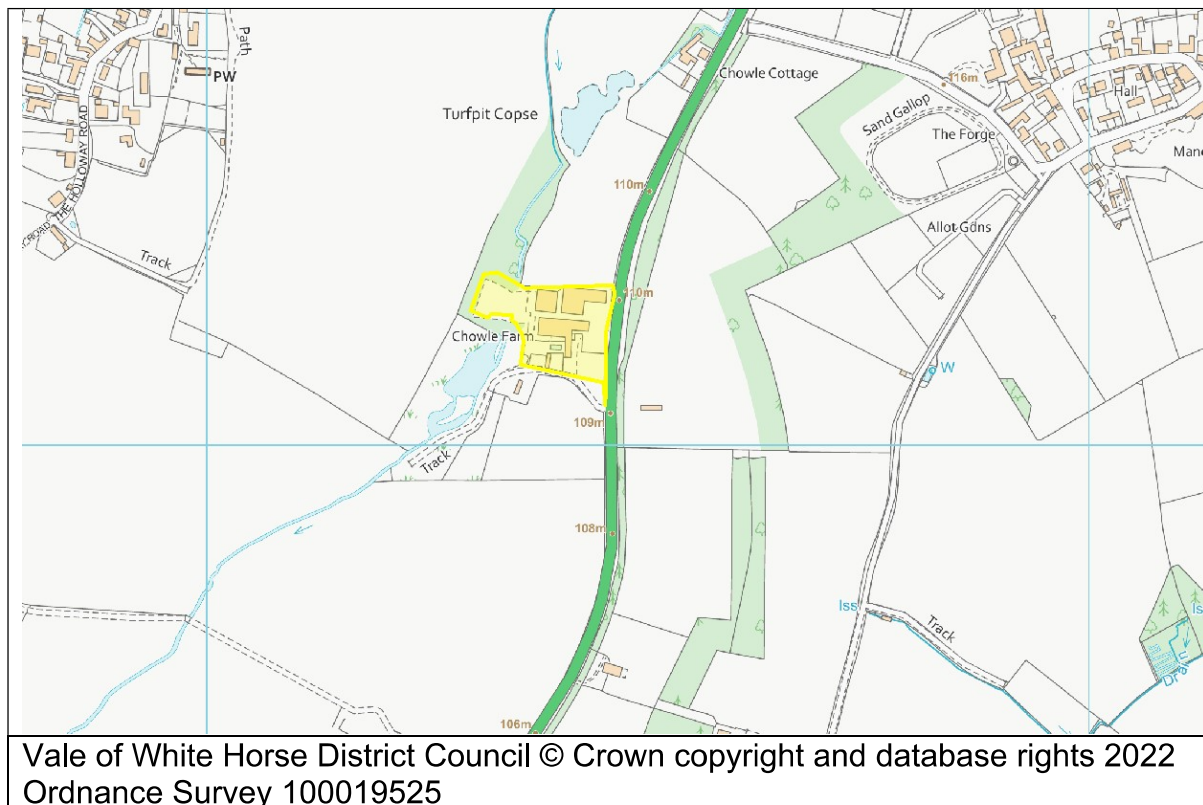 Path
PW
THE HOLLOWAY ROAD
Track
Turfpit Copse
Chowle Cottage
116m
Hall
Sand Gallop
The Forge
110m
Allot Gdns
110m
Chowle Farm
W
109m
Track
108m
Iss
Track
Drain
106m
Vale of White Horse District Council © Crown copyright and database rights 2022
Ordnance Survey 100019525